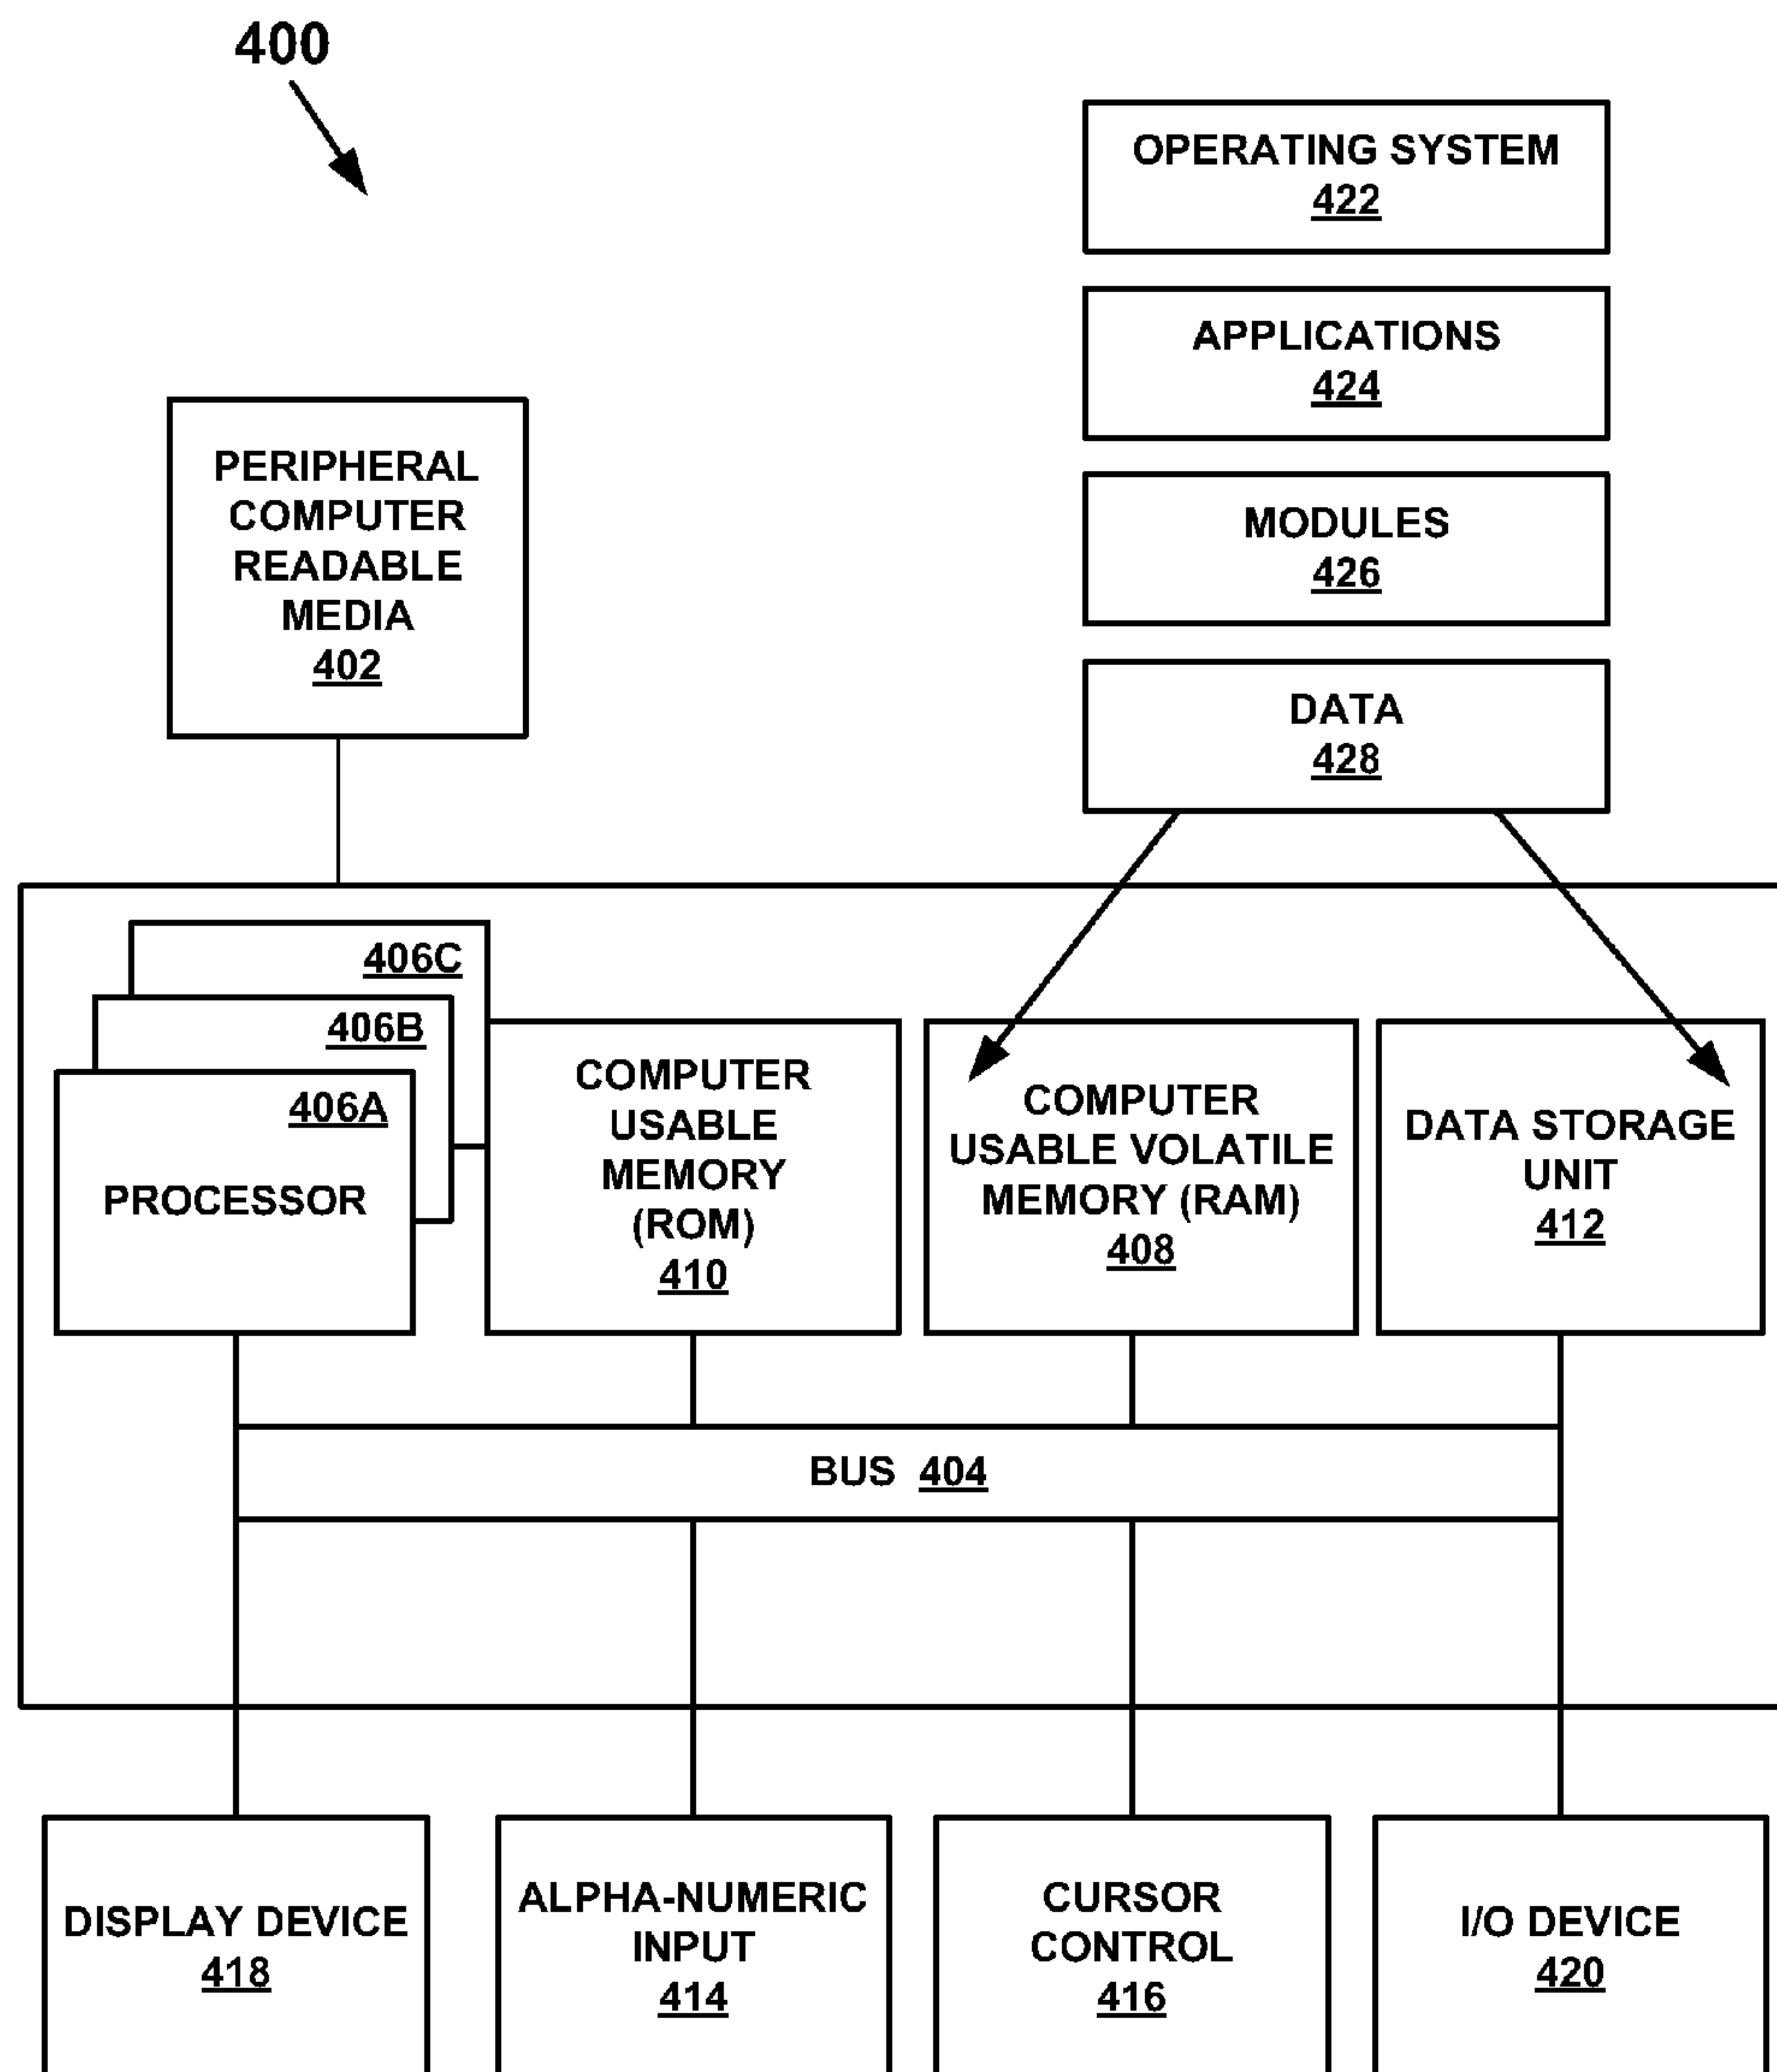 400
OPERATING SYSTEM
422
APPLICATIONS
424
MODULES
426
DATA
428
PERIPHERAL
COMPUTER
READABLE
MEDIA
402
406C
406B
406A
PROCESSOR
COMPUTER
USABLE
MEMORY
(ROM)
410
COMPUTER
USABLE VOLATILE
MEMORY (RAM)
408
DATA STORAGE
UNIT
412
BUS 404
DISPLAY DEVICE
418
ALPHA-NUMERIC
INPUT
414
CURSOR
CONTROL
416
I/O DEVICE
420